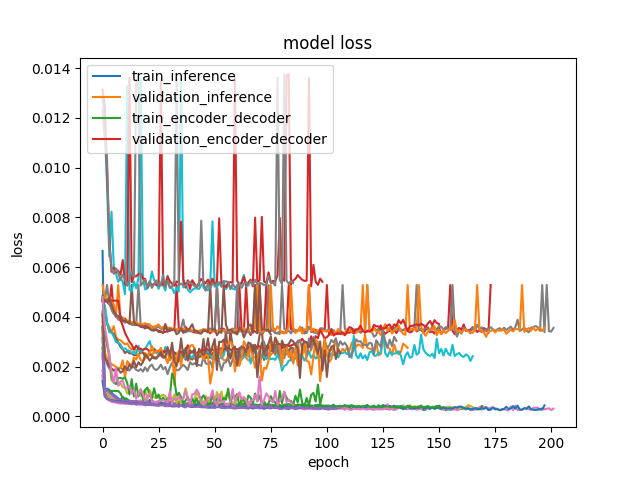 model loss
0.014
0.012
0.010
0.008
0.006
0.004
0.002
0.000
loss
train_inference
validation_inference
train_encoder_decoder
validation_encoder_decoder
0 25 50 75 100 125 150 175 200
epoch